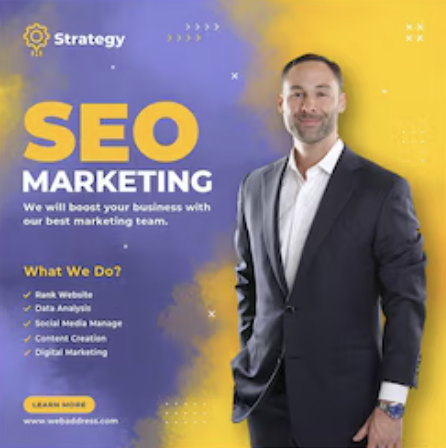 Strategy
SEO
MARKETING
We will boost your business with
our best marketing team.
What We Do?
Rank Website
Data Analysis
Social Media Manage
Content Creation
Digital Marketing
LEARN MORE
www.webaddress.com